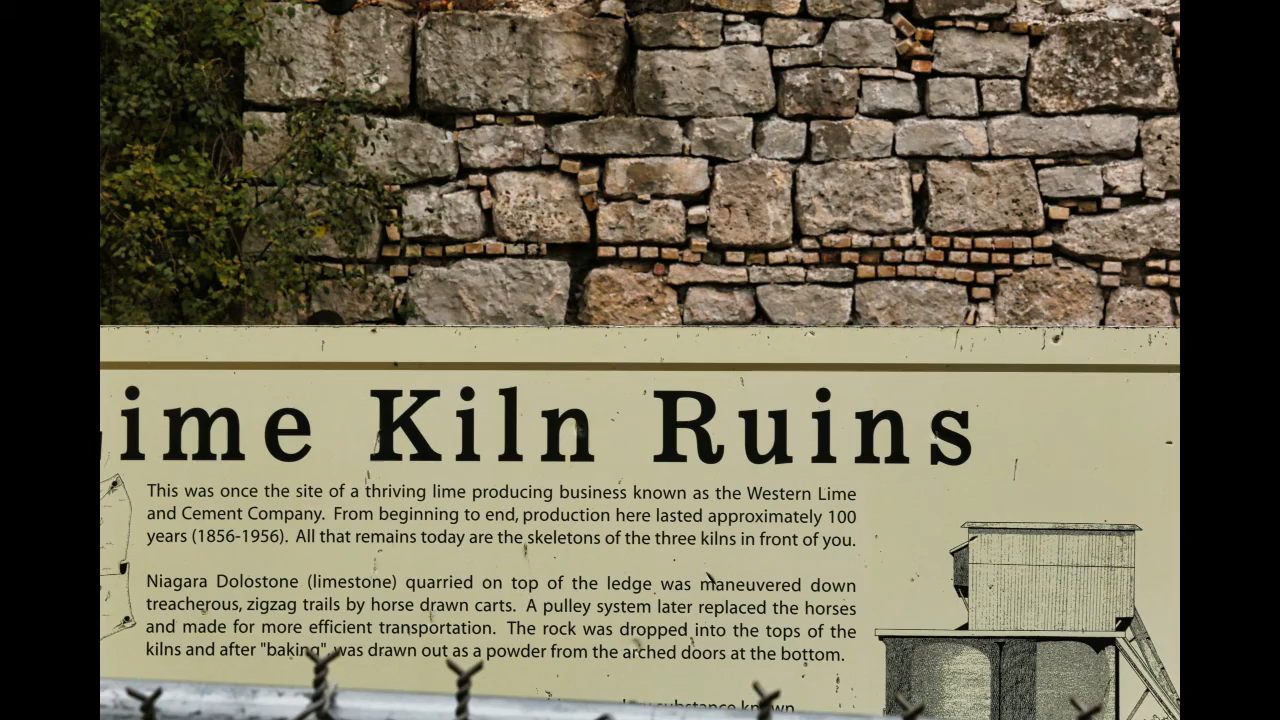 Lime Kiln Ruins
This was once the site of a thriving lime producing business known as the Western Lime
and Cement Company. From beginning to end, production here lasted approximately 100
years (1856-1956). All that remains today are the skeletons of the three kilns in front of you.
Niagara Dolostone (limestone) quarried on top of the ledge was maneuvered down
treacherous, zigzag trails by horse drawn carts. A pulley system later replaced the horses
and made for more efficient transportation. The rock was dropped into the tops of the
kilns and after "baking" was drawn out as a powder from the arched doors at the bottom.
substance known